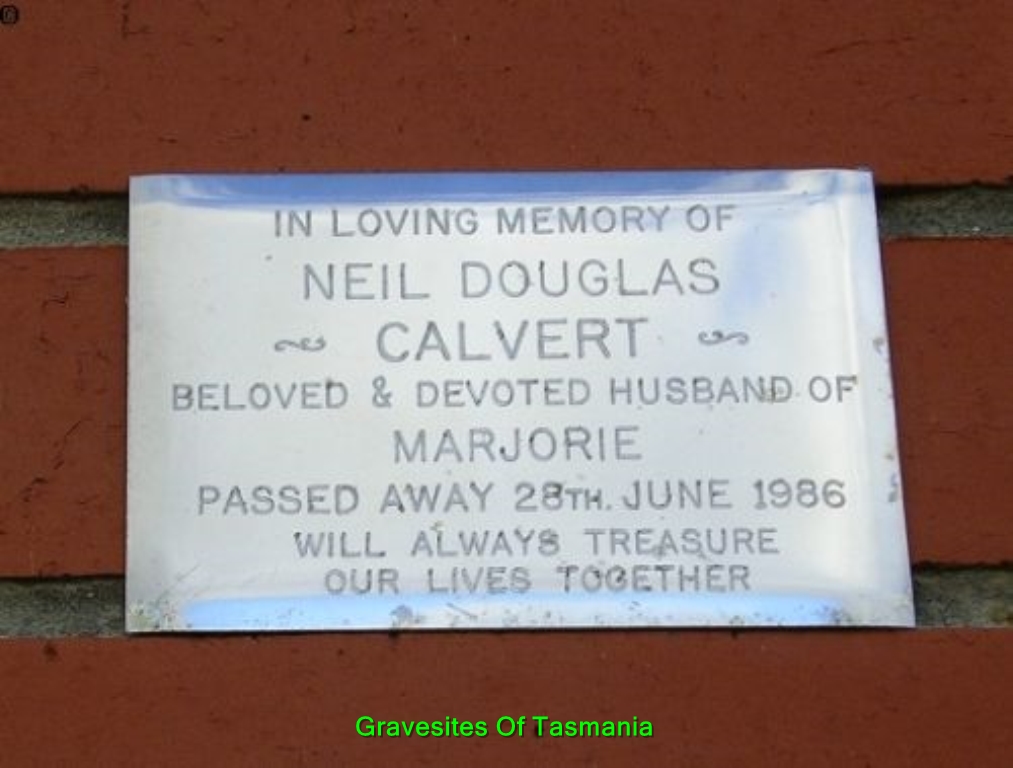 IN LOVING MEMORY OF
NEIL DOUGLAS
CALVERT
BELOVED & DEVOTED HUSBAND OF
MARJORIE
PASSED AWAY 28TH. JUNE 1986
WILL ALWAYS TREASURE
OUR LIVES TOGETHER
Gravesites Of Tasmania